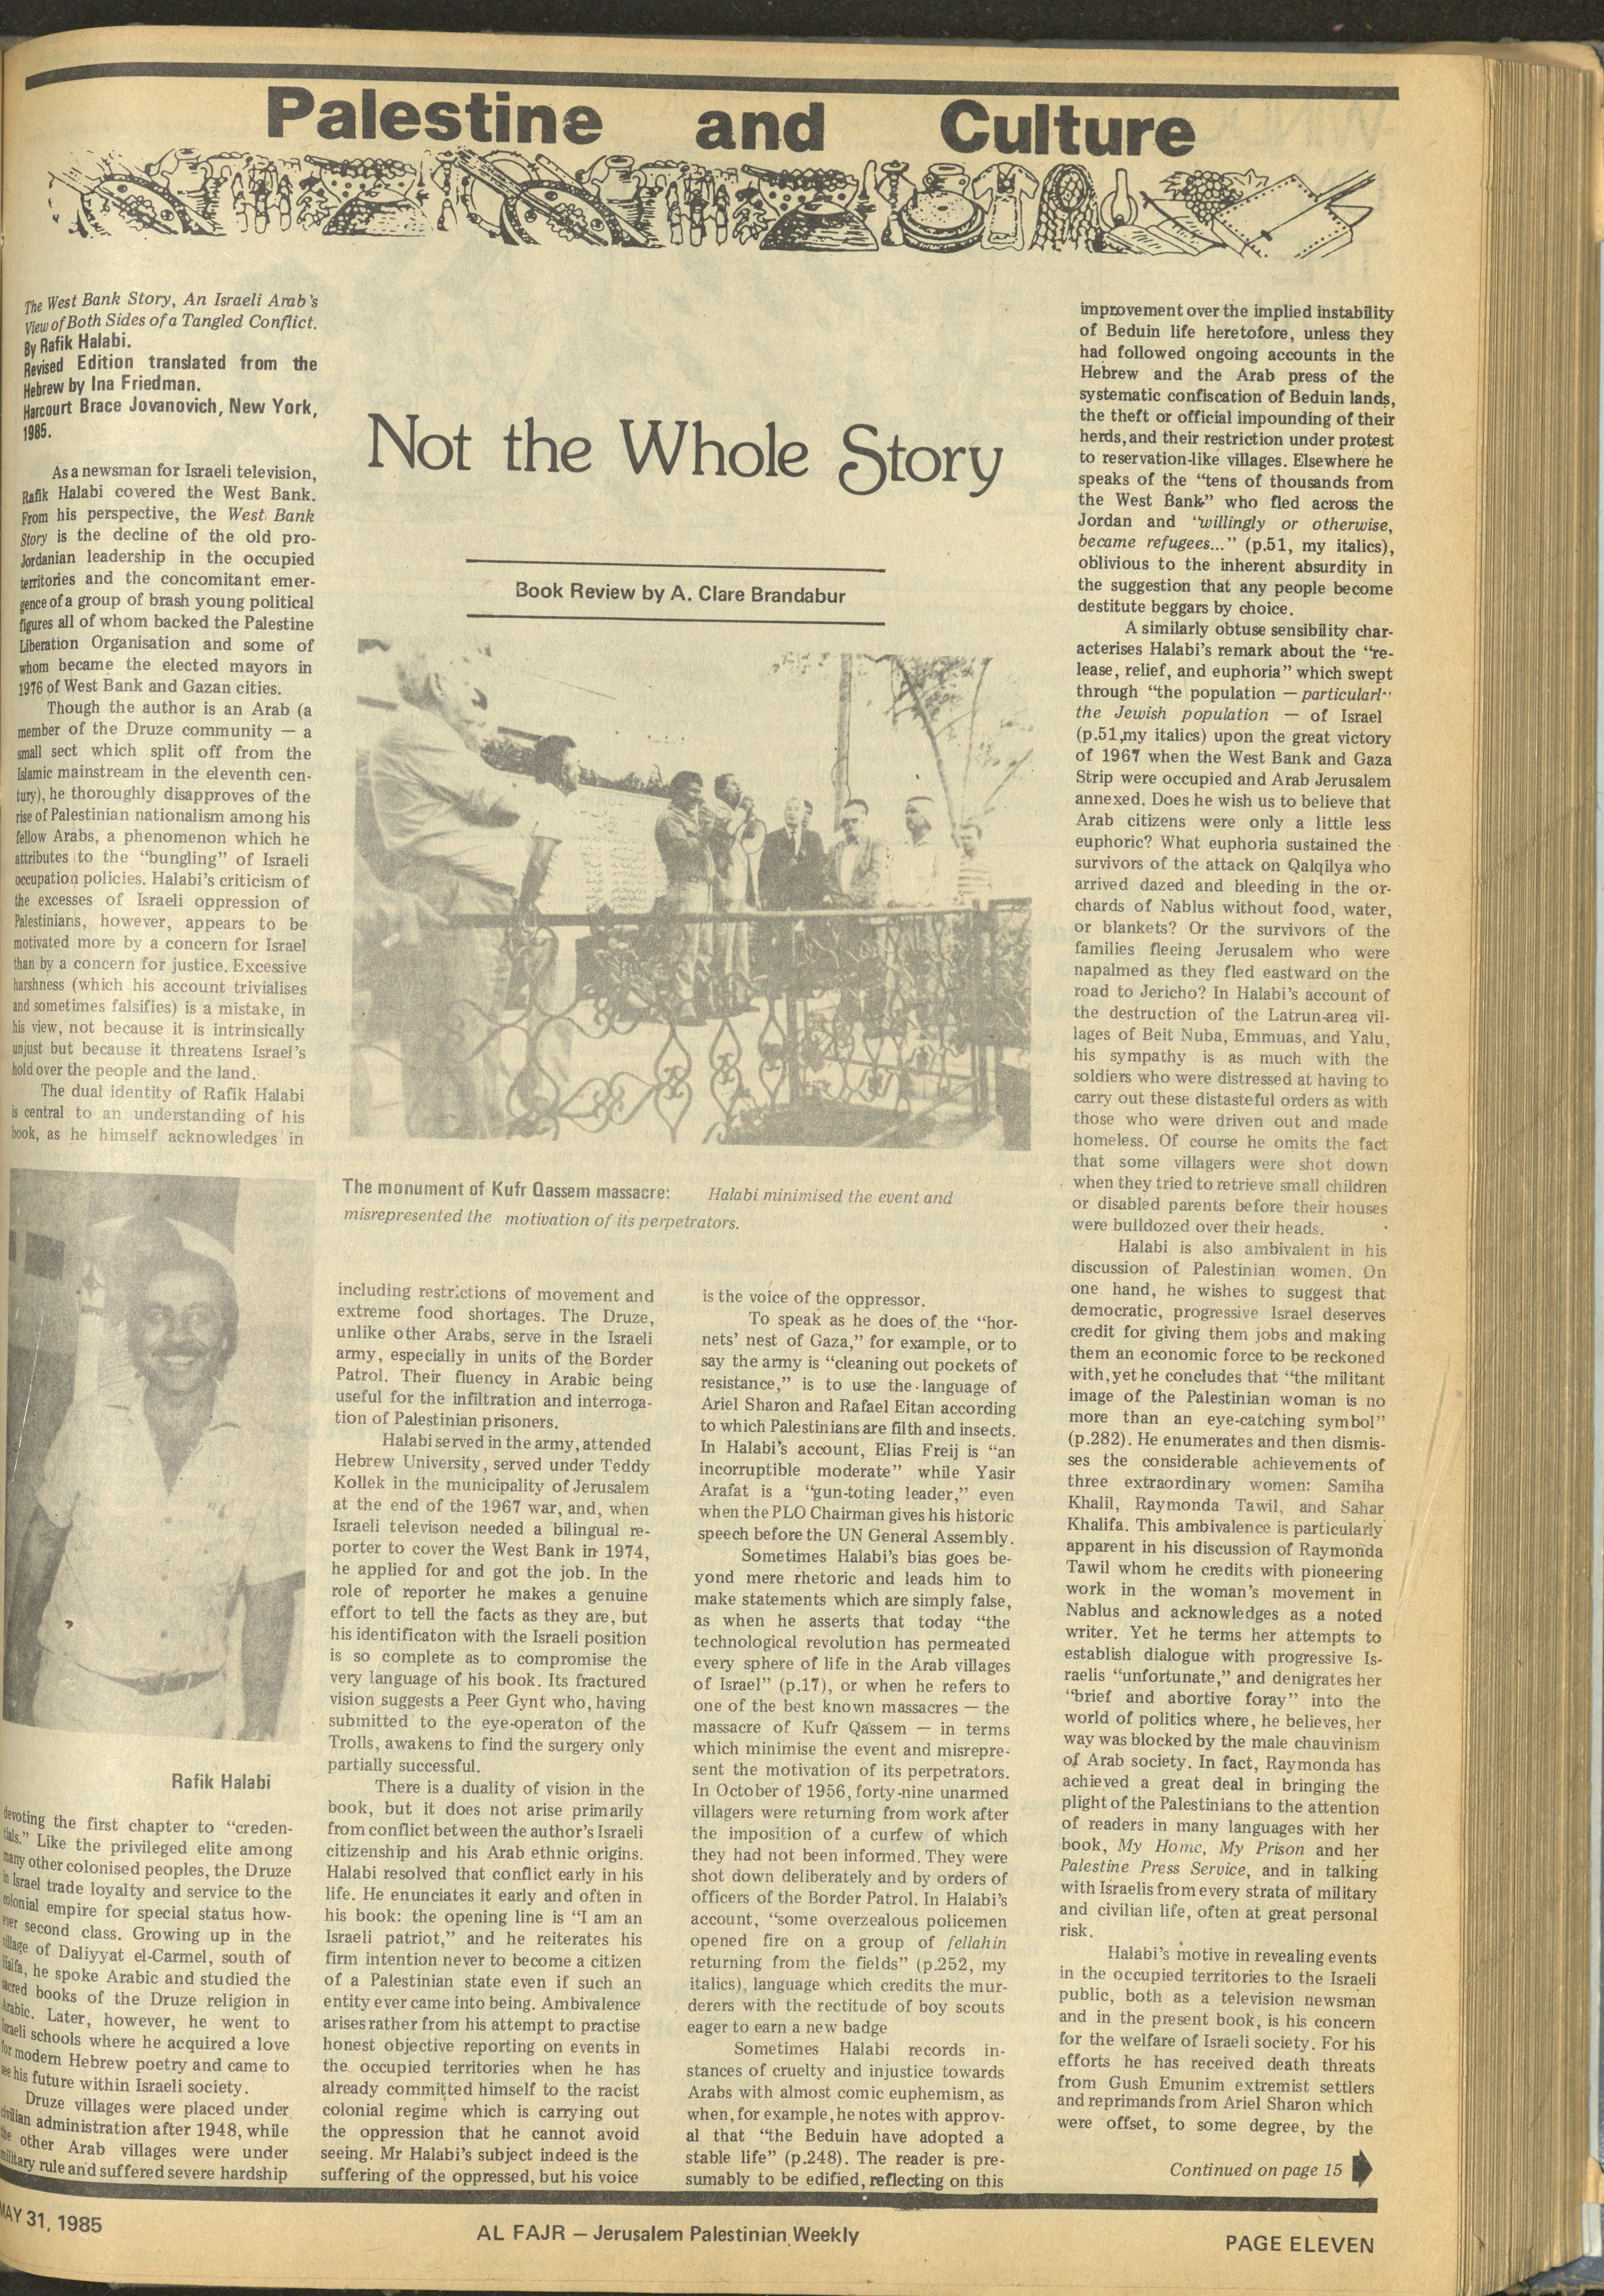 Palestine and Culture
The West Bank Story, An Israeli Arab's
View of Both Sides of a Tangled Conflict.
By Rafik Halabi.
Revised Edition translated from the
Hebrew by Ina Friedman.
Harcourt Brace Jovanovich, New York,
1985.
As a newsman for Israeli television,
Rafik Halabi covered the West Bank.
From his perspective, the West Bank
Story is the decline of the old pro-
Jordanian leadership in the occupied
territories and the concomitant emer-
gence of a group of brash young political
figures all of whom backed the Palestine
Liberation Organisation and some of
whom became the elected mayors in
1976 of West Bank and Gazan cities.
Though the author is an Arab (a
member of the Druze community — a
small sect which split off from the
Islamic mainstream in the eleventh cen-
tury), he thoroughly disapproves of the
rise of Palestinian nationalism among his
fellow Arabs, a phenomenon which he
attributes to the "bungling" of Israeli
occupation policies. Halabi's criticism of
the excesses of Israeli oppression of
Palestinians, however, appears to be
motivated more by a concern for Israel
than by a concern for justice. Excessive
harshness (which his account trivialises
and sometimes falsifies) is a mistake, in
his view, not because it is intrinsically
unjust but because it threatens Israel's
hold over the people and the land.
The dual identity of Rafik Halabi
is central to an understanding of his
book, as he himself acknowledges in
Rafik Halabi
devoting the first chapter to "creden-
tials." Like the privileged elite among
many other colonised peoples, the Druze
in Israel trade loyalty and service to the
colonial empire for special status how-
ever second class. Growing up in the
village of Daliyyat el-Carmel, south of
Haifa, he spoke Arabic and studied the
sacred books of the Druze religion in
Arabic. Later, however, he went to
Israeli schools where he acquired a love
for modern Hebrew poetry and came to
see his future within Israeli society.
Druze villages were placed under
civilian administration after 1948, while
the other Arab villages were under
military rule and suffered severe hardship
Not the Whole Story
Book Review by A. Clare Brandabur
The monument of Kufr Qassem massacre: Halabi minimised the event and
misrepresented the motivation of its perpetrators.
including restrictions of movement and
extreme food shortages. The Druze,
unlike other Arabs, serve in the Israeli
army, especially in units of the Border
Patrol. Their fluency in Arabic being
useful for the infiltration and interroga-
tion of Palestinian prisoners.
Halabi served in the army, attended
Hebrew University, served under Teddy
Kollek in the municipality of Jerusalem
at the end of the 1967 war, and, when
Israeli televison needed a bilingual re-
porter to cover the West Bank in 1974,
he applied for and got the job. In the
role of reporter he makes a genuine
effort to tell the facts as they are, but
his identificaton with the Israeli position
is so complete as to compromise the
very language of his book. Its fractured
vision suggests a Peer Gynt who, having
submitted to the eye-operaton of the
Trolls, awakens to find the surgery only
partially successful.
There is a duality of vision in the
book, but it does not arise primarily
from conflict between the author's Israeli
citizenship and his Arab ethnic origins.
Halabi resolved that conflict early in his
life. He enunciates it early and often in
his book: the opening line is "I am an
Israeli patriot," and he reiterates his
firm intention never to become a citizen
of a Palestinian state even if such an
entity ever came into being. Ambivalence
arises rather from his attempt to practise
honest objective reporting on events in
the occupied territories when he has
already committed himself to the racist
colonial regime which is carrying out
the oppression that he cannot avoid
seeing. Mr Halabi's subject indeed is the
suffering of the oppressed, but his voice
is the voice of the oppressor.
To speak as he does of the "hor-
nets' nest of Gaza," for example, or to
say the army is "cleaning out pockets of
resistance," is to use the language of
Ariel Sharon and Rafael Eitan according
to which Palestinians are filth and insects.
In Halabi's account, Elias Freij is "an
incorruptible moderate" while Yasir
Arafat is a "gun-toting leader," even
when the PLO Chairman gives his historic
speech before the UN General Assembly.
Sometimes Halabi's bias goes be-
yond mere rhetoric and leads him to
make statements which are simply false,
as when he asserts that today "the
technological revolution has permeated
every sphere of life in the Arab villages
of Israel" (p.17), or when he refers to
one of the best known massacres — the
massacre of Kufr Qassem — in terms
which minimise the event and misrepre-
sent the motivation of its perpetrators.
In October of 1956, forty-nine unarmed
villagers were returning from work after
the imposition of a curfew of which
they had not been informed. They were
shot down deliberately and by orders of
officers of the Border Patrol. In Halabi's
account, "some overzealous policemen
opened fire on a group of fellahin
returning from the fields" (p.252, my
italics), language which credits the mur-
derers with the rectitude of boy scouts
eager to earn a new badge
Sometimes Halabi records in-
stances of cruelty and injustice towards
Arabs with almost comic euphemism, as
when, for example, he notes with approv-
al that "the Beduin have adopted a
stable life" (p.248). The reader is pre-
sumably to be edified, reflecting on this
improvement over the implied instability
of Beduin life heretofore, unless they
had followed ongoing accounts in the
Hebrew and the Arab press of the
systematic confiscation of Beduin lands,
the theft or official impounding of their
herds, and their restriction under protest
to reservation-like villages. Elsewhere he
speaks of the "tens of thousands from
the West Bank" who fled across the
Jordan and "willingly or otherwise,
became refugees..." (p.51, my italics),
oblivious to the inherent absurdity in
the suggestion that any people become
destitute beggars by choice.
A similarly obtuse sensibility char-
acterises Halabi's remark about the "re-
lease, relief, and euphoria" which swept
through "the population — particularly
the Jewish population — of Israel
(p.51,my italics) upon the great victory
of 1967 when the West Bank and Gaza
Strip were occupied and Arab Jerusalem
annexed. Does he wish us to believe that
Arab citizens were only a little less
euphoric? What euphoria sustained the
survivors of the attack on Qalqilya who
arrived dazed and bleeding in the or-
chards of Nablus without food, water,
or blankets? Or the survivors of the
families fleeing Jerusalem who were
napalmed as they fled eastward on the
road to Jericho? In Halabi's account of
the destruction of the Latrun-area vil-
lages of Beit Nuba, Emmuas, and Yalu,
his sympathy is as much with the
soldiers who were distressed at having to
carry out these distasteful orders as with
those who were driven out and made
homeless. Of course he omits the fact
that some villagers were shot down
when they tried to retrieve small children
or disabled parents before their houses
were bulldozed over their heads.
Halabi is also ambivalent in his
discussion of Palestinian women. On
one hand, he wishes to suggest that
democratic, progressive Israel deserves
credit for giving them jobs and making
them an economic force to be reckoned
with, yet he concludes that "the militant
image of the Palestinian woman is no
more than an eye-catching symbol"
(p.282). He enumerates and then dismis-
ses the considerable achievements of
three extraordinary women: Samiha
Khalil, Raymonda Tawil, and Sahar
Khalifa. This ambivalence is particularly
apparent in his discussion of Raymonda
Tawil whom he credits with pioneering
work in the woman's movement in
Nablus and acknowledges as a noted
writer. Yet he terms her attempts to
establish dialogue with progressive Is-
raelis "unfortunate," and denigrates her
"brief and abortive foray" into the
world of politics where, he believes, her
way was blocked by the male chauvinism
of Arab society. In fact, Raymonda has
achieved a great deal in bringing the
plight of the Palestinians to the attention
of readers in many languages with her
book, My Home, My Prison and her
Palestine Press Service, and in talking
with Israelis from every strata of military
and civilian life, often at great personal
risk.
Halabi's motive in revealing events
in the occupied territories to the Israeli
public, both as a television newsman
and in the present book, is his concern
for the welfare of Israeli society. For his
efforts he has received death threats
from Gush Emunim extremist settlers
and reprimands from Ariel Sharon which
were offset, to some degree, by the
Continued on page 15
MAY 31, 1985
AL FAJR — Jerusalem Palestinian Weekly
PAGE ELEVEN